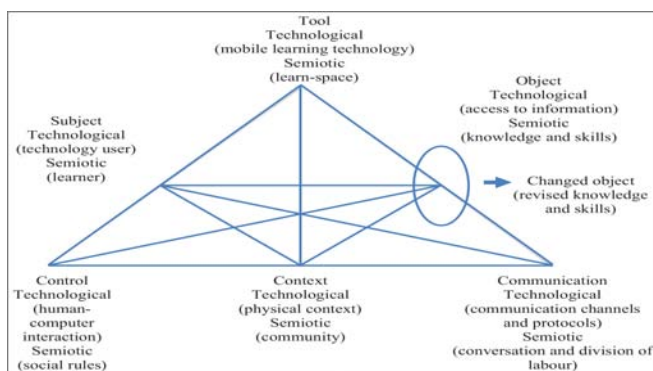 Tool
Technological
(mobile learning technology)
Semiotic
(learn-space)
Object
Technological
(access to information)
Semiotic
(knowledge and skills)
Subject
Technological
(technology user)
Semiotic
(learner)
Changed object
(revised knowledge
and skills)
Control
Technological
(human-
computer
interaction)
Semiotic
(social rules)
Context
Technological
(physical context)
Semiotic
(community)
Communication
Technological
(communication channels
and protocols)
Semiotic
(conversation and division of
labour)